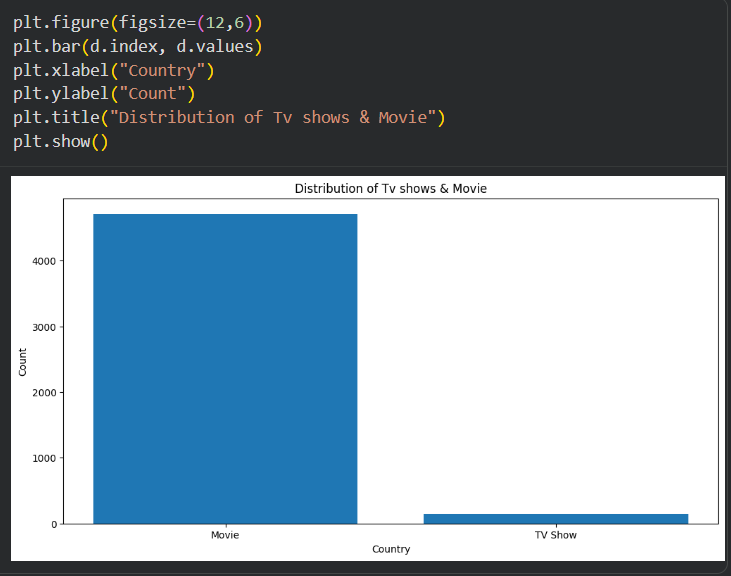 plt.figure(figsize=(12,6))
plt.bar(d.index, d.values)
plt.xlabel("Country")
plt.ylabel("Count")
plt.title("Distribution of Tv shows & Movie")
plt.show()
Distribution of Tv shows & Movie
4000
3000
2000
1000
0
Count
Movie
TV Show
Country